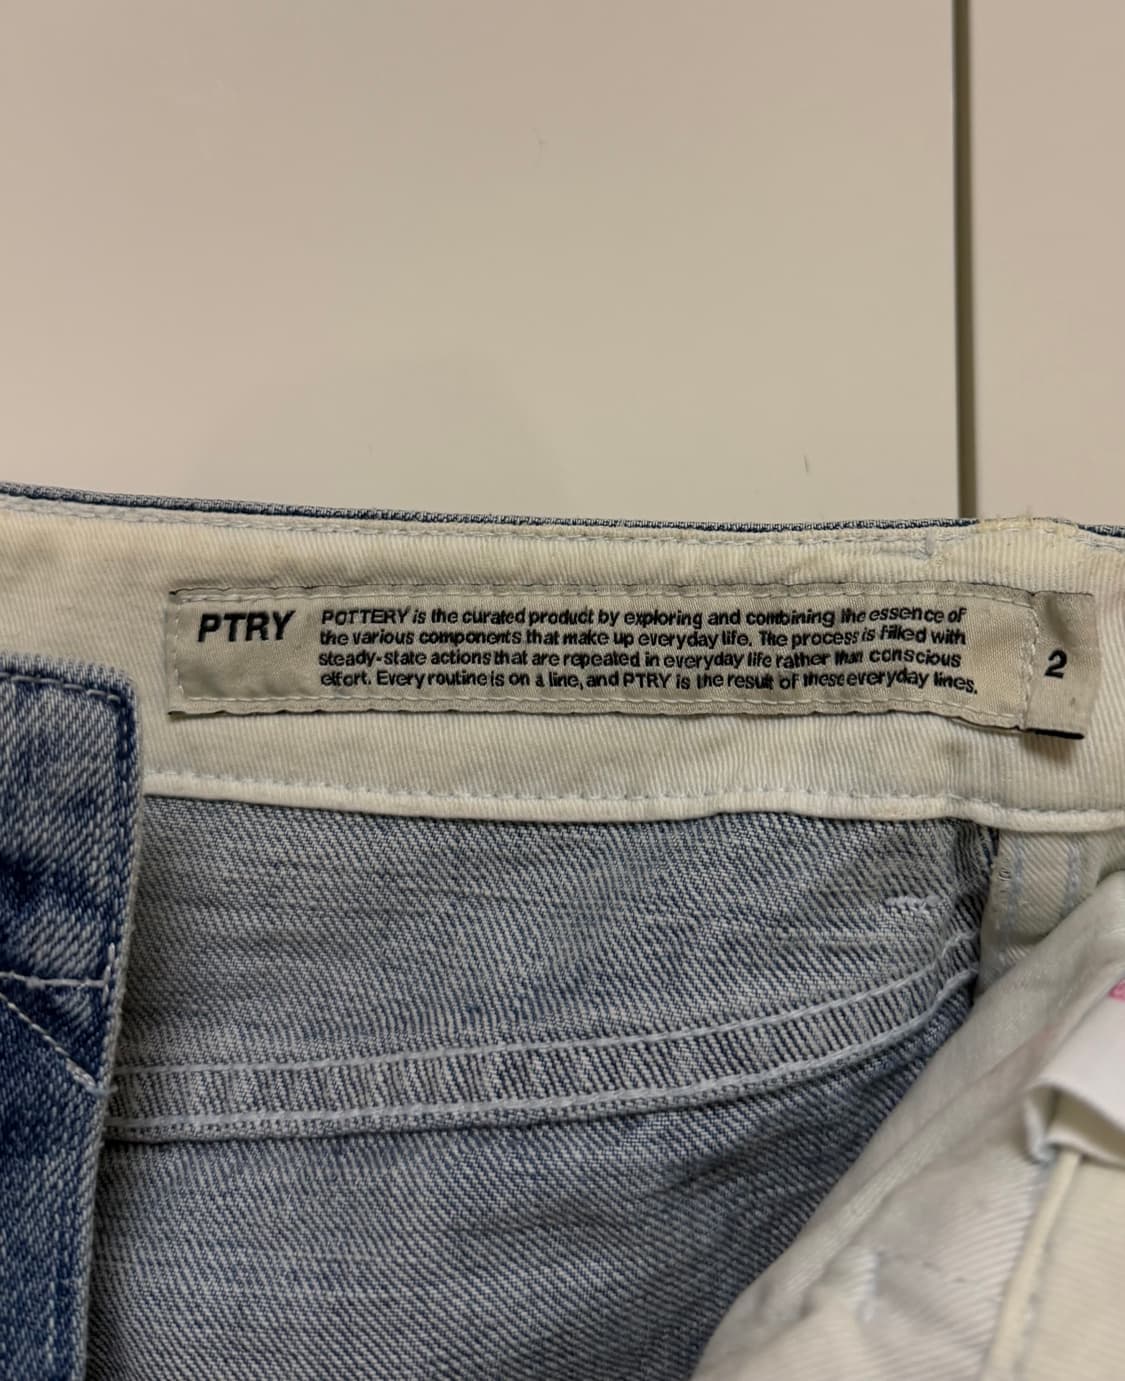 PTRY
POTTERY is the curated product by exploring and combining the essence of
the various components that make up everyday life. The process is filled with
steady-state actions that are repeated in everyday life rather than conscious
effort. Every routine is on a line, and PTRY is the result of these everyday lines.
2